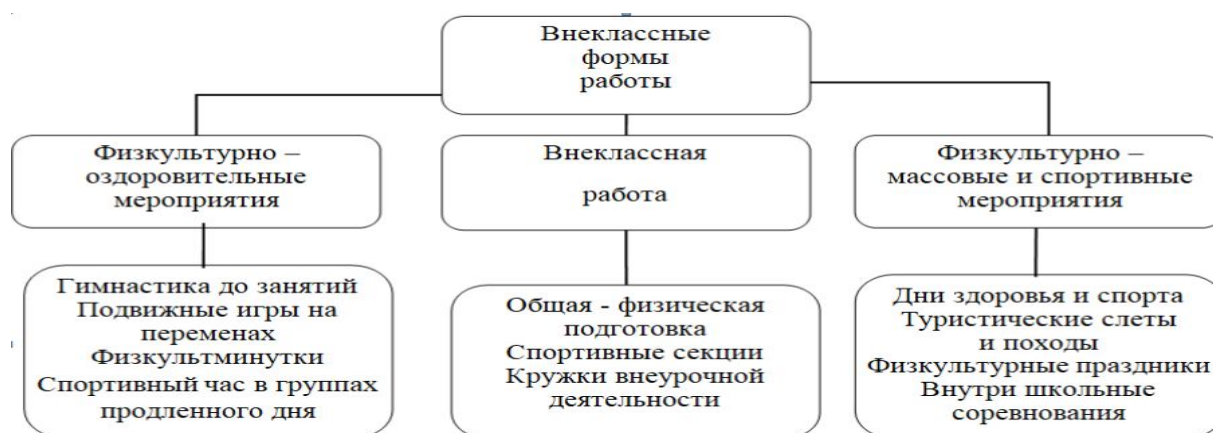 Внеклассные
формы
работы
Физкультурно –
оздоровительные
мероприятия
Внеклассная
работа
Физкультурно –
массовые и спортивные
мероприятия
Гимнастика до занятий
Подвижные игры на
переменах
Физкультминутки
Спортивный час в группах
продленного дня
Общая - физическая
подготовка
Спортивные секции
Кружки внеурочной
деятельности
Дни здоровья и спорта
Туристические слеты
и походы
Физкультурные праздники
Внутри школьные
соревнования